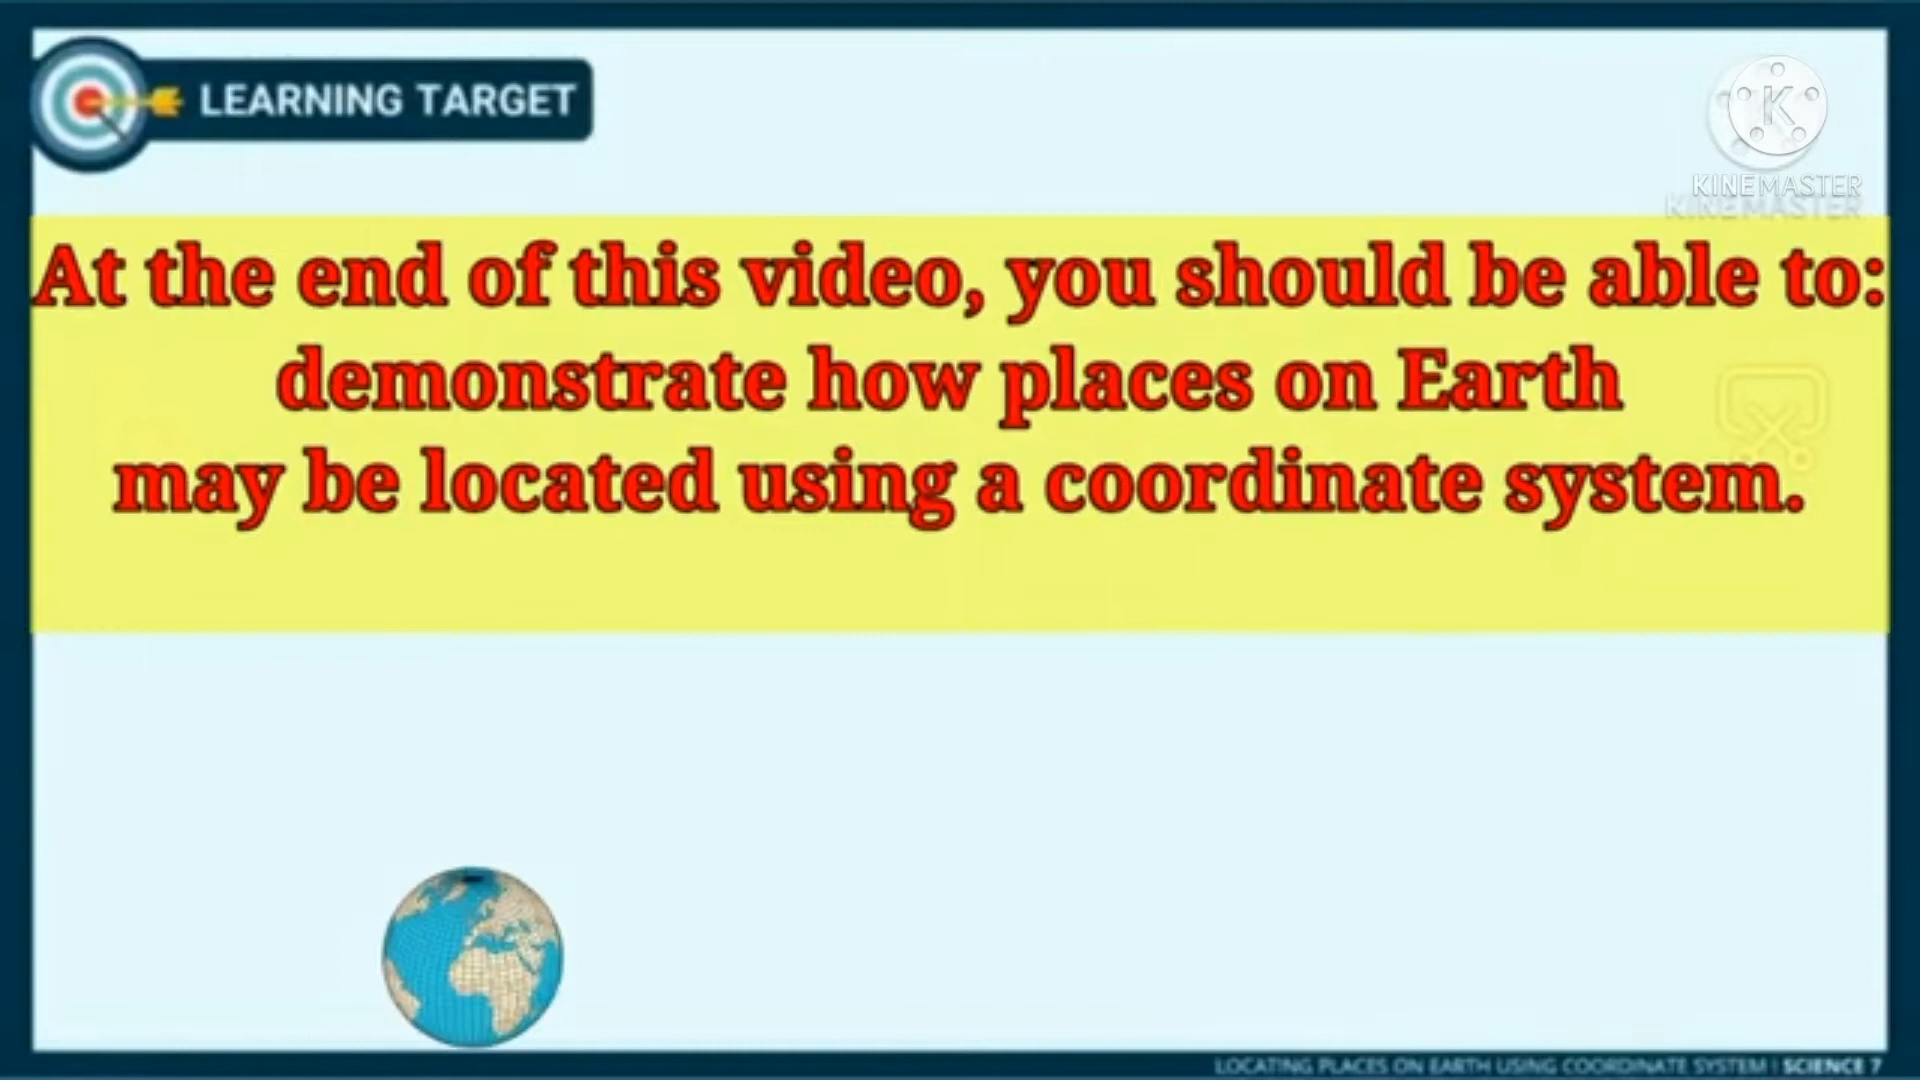 LEARNING TARGET
K
KINEMASTER
KINEMASTER
At the end of this video, you should be able to:
demonstrate how places on Earth
may be located using a coordinate system.
LOCATING PLACES ON EARTH USING COORDINATE SYSTEM | SCIENCE 7